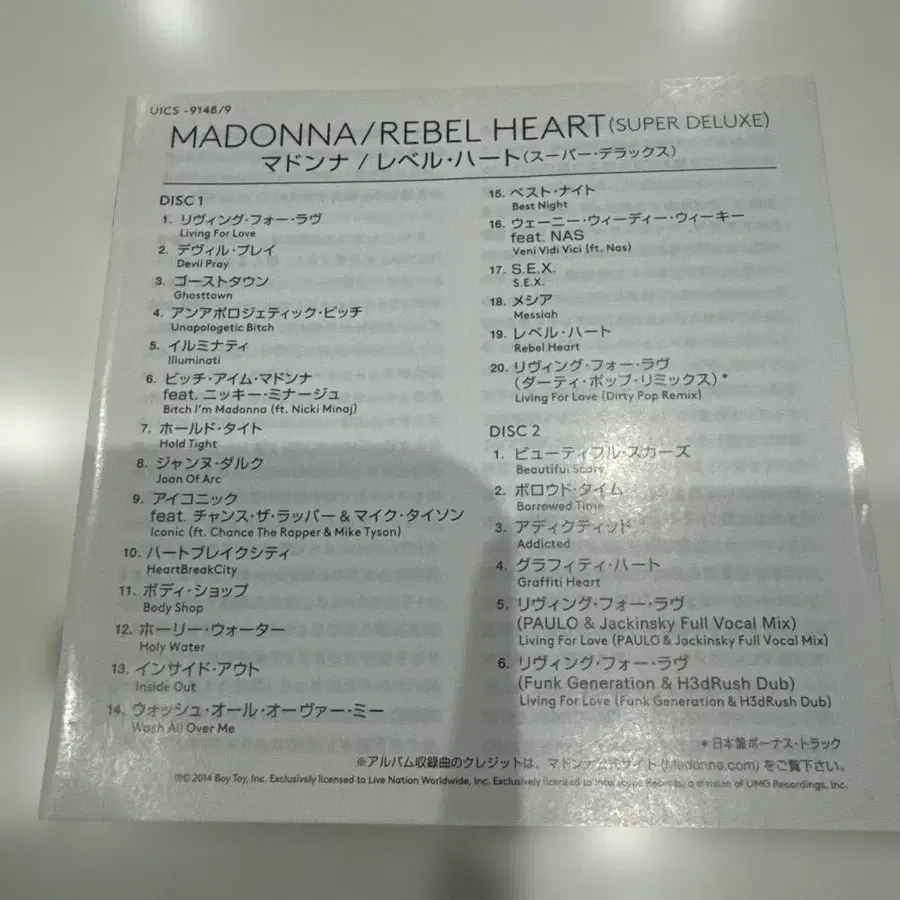 UICS-9148/9
MADONNA/REBEL HEART (SUPER DELUXE)
マドンナ / レベル・ハート(スーパー・デラックス)
DISC 1
1. リヴィング・フォー・ラヴ
Living For Love
2. デヴィル・プレイ
Devil Pray
3. ゴーストタウン
Ghosttown
4. アンアポロジェティック・ビッチ
Unapologetic Bitch
5. イルミナティ
Illuminati
6. ビッチ・アイム・マドンナ
feat. ニッキー・ミナージュ
Bitch I'm Madonna (ft. Nicki Minaj)
7. ホールド・タイト
Hold Tight
8. ジャンヌ・ダルク
Joan Of Arc
9. アイコニック
feat. チャンス・ザ・ラッパー & マイク・タイソン
Iconic (ft. Chance The Rapper & Mike Tyson)
10. ハートブレイクシティ
HeartBreakCity
11. ボディ・ショップ
Body Shop
12. ホーリー・ウォーター
Holy Water
13. インサイド・アウト
Inside Out
14. ウォッシュ・オール・オーヴァー・ミー
Wash All Over Me
15. ベスト・ナイト
Best Night
16. ウェーニー・ウィーディー・ウィーキー
feat. NAS
Veni Vidi Vici (ft. Nas)
17. S.E.X.
S.E.X.
18. メシア
Messiah
19. レベル・ハート
Rebel Heart
20. リヴィング・フォー・ラヴ
(ダーティ・ポップ・リミックス) *
Living For Love (Dirty Pop Remix)
DISC 2
1. ビューティフル・スカーズ
Beautiful Scars
2. ボロウド・タイム
Borrowed Time
3. アディクティッド
Addicted
4. グラフィティ・ハート
Graffiti Heart
5. リヴィング・フォー・ラヴ
(PAULO & Jackinsky Full Vocal Mix)
Living For Love (PAULO & Jackinsky Full Vocal Mix)
6. リヴィング・フォー・ラヴ
(Funk Generation & H3dRush Dub)
Living For Love (Funk Generation & H3dRush Dub)
* 日本盤ボーナス・トラック
※アルバム収録曲のクレジットは、マドンナ公式サイト (Madonna.com) をご覧下さい。
℗© 2014 Boy Toy, Inc. Exclusively licensed to Live Nation Worldwide, Inc. Exclusively licensed to Interscope Records, a division of UMG Recordings, Inc.